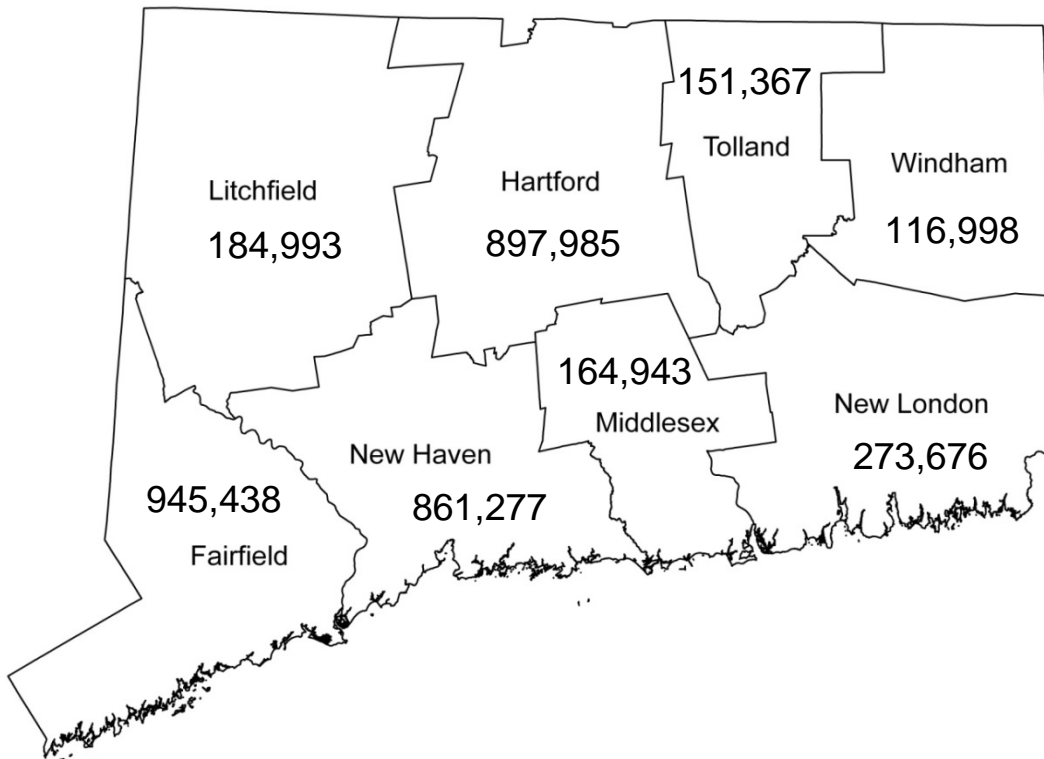 151,367
Tolland
Windham
116,998
Litchfield
184,993
Hartford
897,985
164,943
Middlesex
New London
273,676
New Haven
861,277
945,438
Fairfield